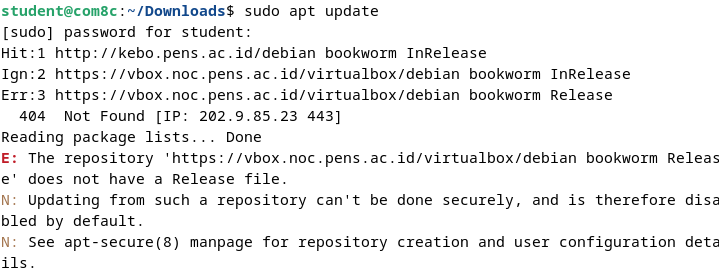 student@com8c:~/Downloads$ sudo apt update
[sudo] password for student:
Hit:1 http://kebo.pens.ac.id/debian bookworm InRelease
Ign:2 https://vbox.noc.pens.ac.id/virtualbox/debian bookworm InRelease
Err:3 https://vbox.noc.pens.ac.id/virtualbox/debian bookworm Release
  404  Not Found [IP: 202.9.85.23 443]
Reading package lists... Done
E: The repository 'https://vbox.noc.pens.ac.id/virtualbox/debian bookworm Releas
e' does not have a Release file.
N: Updating from such a repository can't be done securely, and is therefore disa
bled by default.
N: See apt-secure(8) manpage for repository creation and user configuration deta
ils.